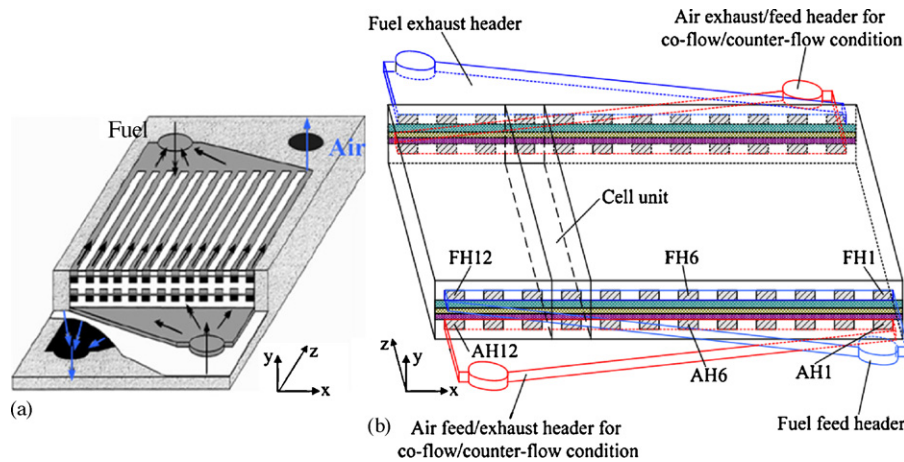 Fuel
Air
y
z
x
(a)
Fuel exhaust header
Air exhaust/feed header for
co-flow/counter-flow condition
Cell unit
FH12
FH6
FH1
AH12
AH6
AH1
z
y
x
(b)
Air feed/exhaust header for
co-flow/counter-flow condition
Fuel feed header